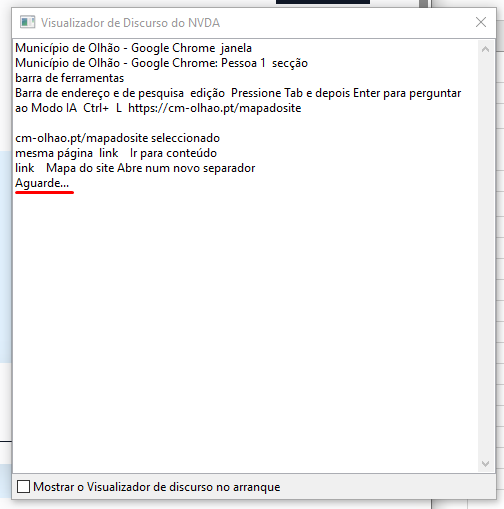 Visualizador de Discurso do NVDA
Município de Olhão - Google Chrome  janela
Município de Olhão - Google Chrome: Pessoa 1  secção
barra de ferramentas
Barra de endereço e de pesquisa  edição  Pressione Tab e depois Enter para perguntar
ao Modo IA  Ctrl+  L  https://cm-olhao.pt/mapadosite
cm-olhao.pt/mapadosite seleccionado
mesma página  link    Ir para conteúdo
link    Mapa do site Abre num novo separador
Aguarde...
Mostrar o Visualizador de discurso no arranque